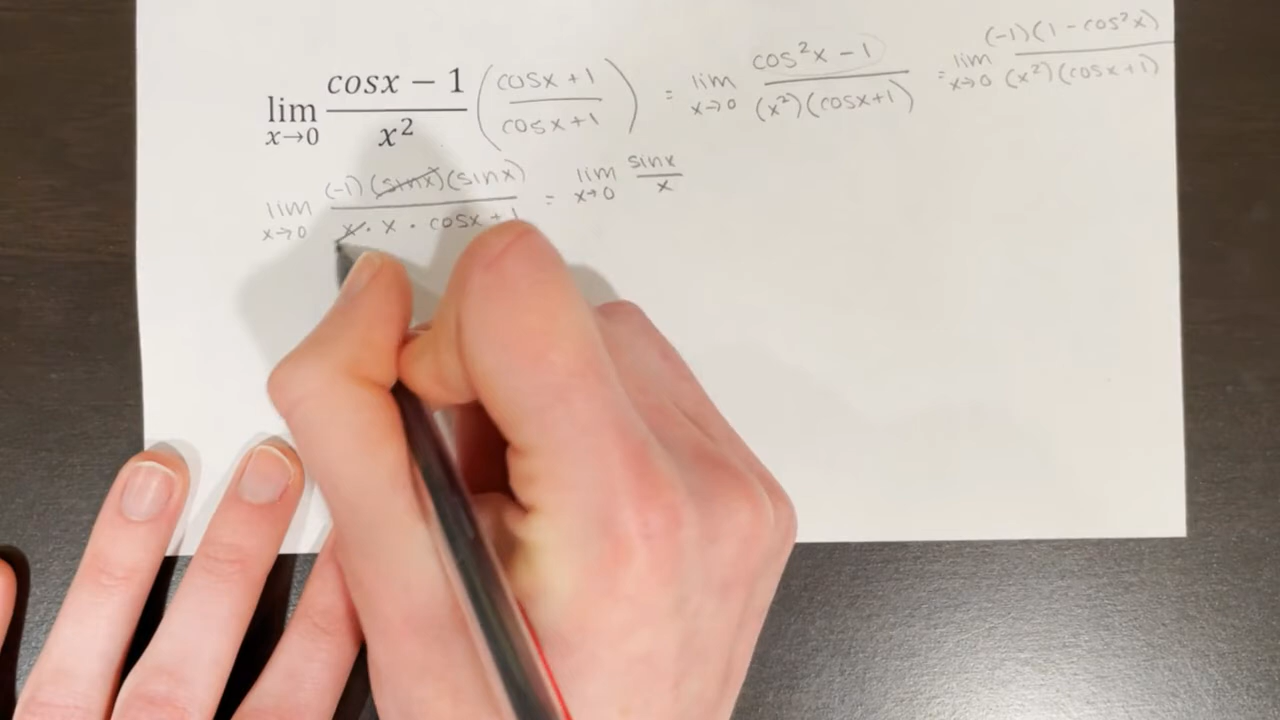 lim x→0 (cosx − 1)/x² ((cosx + 1)/(cosx + 1)) = lim x→0 (cos²x − 1)/((x²)(cosx+1)) = lim x→0 ((-1)(1 - cos²x))/((x²)(cosx+1))
lim x→0 ((-1)(sinx)(sinx))/(x · x · cosx + 1) = lim x→0 sinx/x